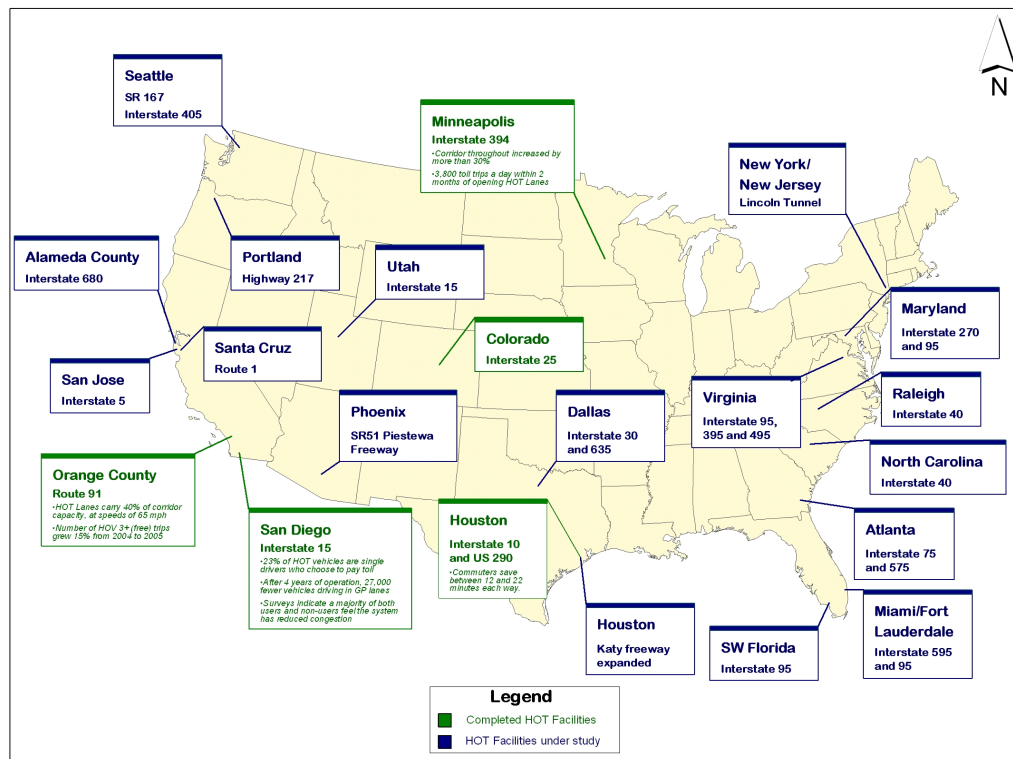 N
Seattle
SR 167
Interstate 405
Minneapolis
Interstate 394
•Corridor throughout increased by
more than 30%
•3,800 toll trips a day within 2
months of opening HOT Lanes
New York/
New Jersey
Lincoln Tunnel
Alameda County
Interstate 680
Portland
Highway 217
Utah
Interstate 15
Maryland
Interstate 270
and 95
Santa Cruz
Route 1
Colorado
Interstate 25
San Jose
Interstate 5
Phoenix
SR51 Piestewa
Freeway
Dallas
Interstate 30
and 635
Virginia
Interstate 95,
395 and 495
Raleigh
Interstate 40
North Carolina
Interstate 40
Orange County
Route 91
•HOT Lanes carry 40% of corridor
capacity, at speeds of 65 mph
•Number of HOV 3+ (free) trips
grew 15% from 2004 to 2005
San Diego
Interstate 15
•23% of HOT vehicles are single
drivers who choose to pay toll
•After 4 years of operation, 27,000
fewer vehicles driving in GP lanes
•Surveys indicate a majority of both
users and non-users feel the system
has reduced congestion
Houston
Interstate 10
and US 290
•Commuters save
between 12 and 22
minutes each way.
Atlanta
Interstate 75
and 575
Houston
Katy freeway
expanded
SW Florida
Interstate 95
Miami/Fort
Lauderdale
Interstate 595
and 95
Legend
Completed HOT Facilities
HOT Facilities under study